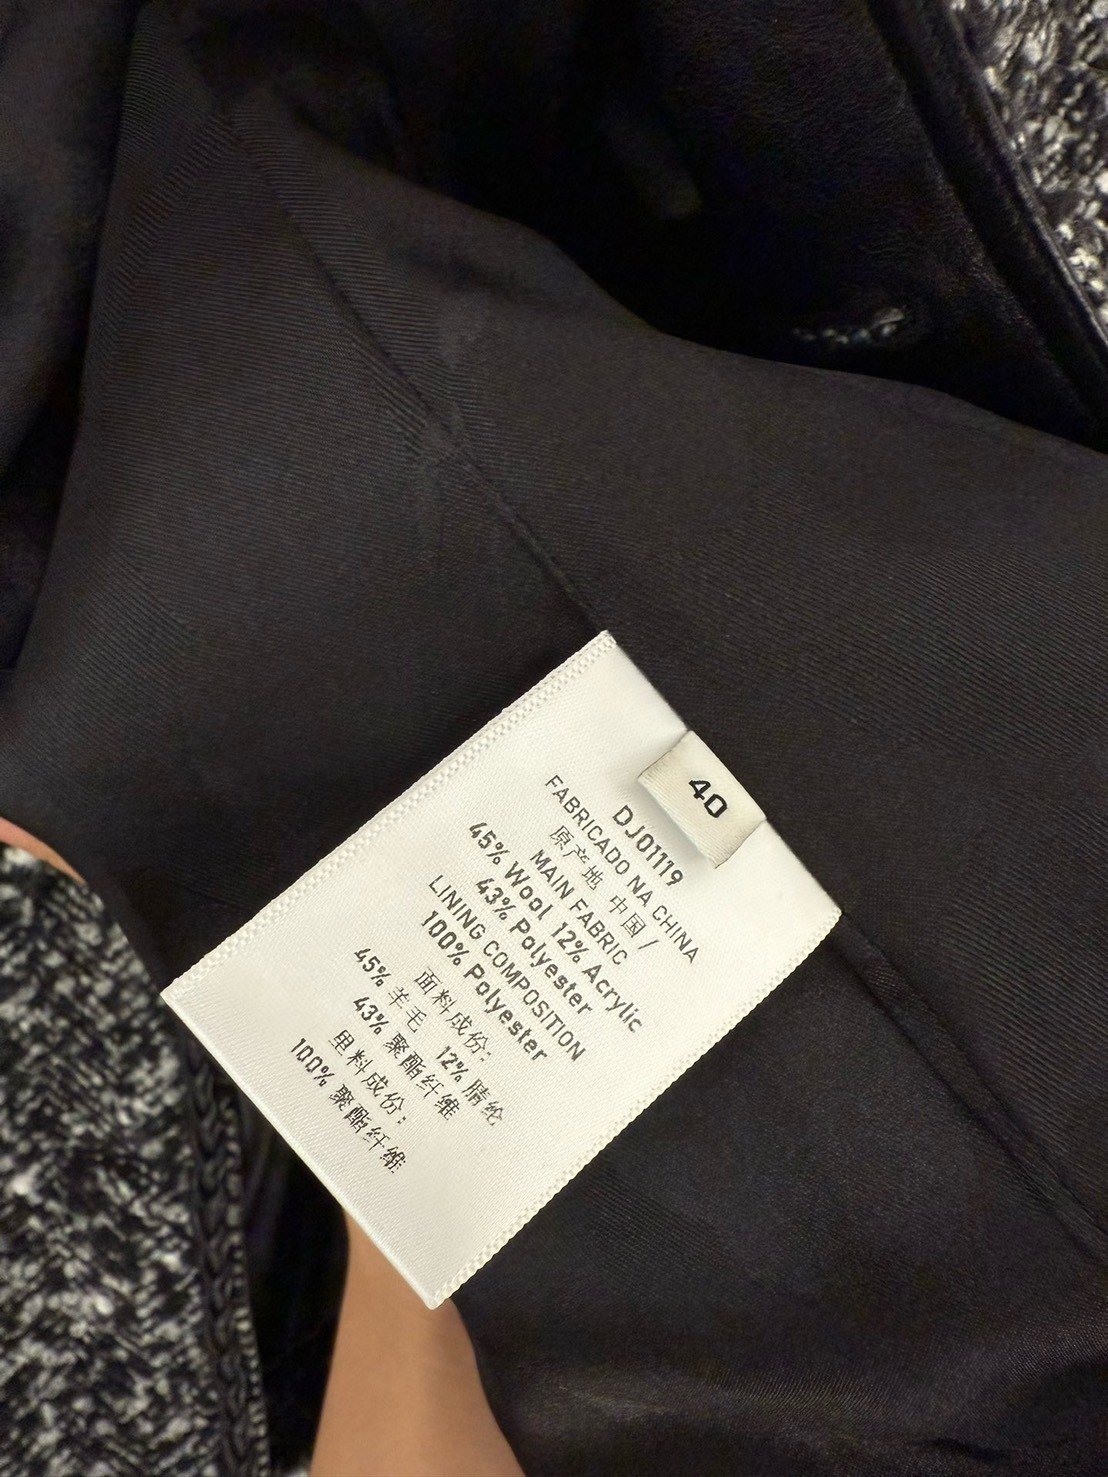 40
DJ01119
FABRICADO NA CHINA
原产地 中国/
MAIN FABRIC
45% Wool 12% Acrylic
43% Polyester
LINING COMPOSITION
100% Polyester
面料成份:
45% 羊毛 12% 腈纶
43% 聚酯纤维
里料成份:
100% 聚酯纤维